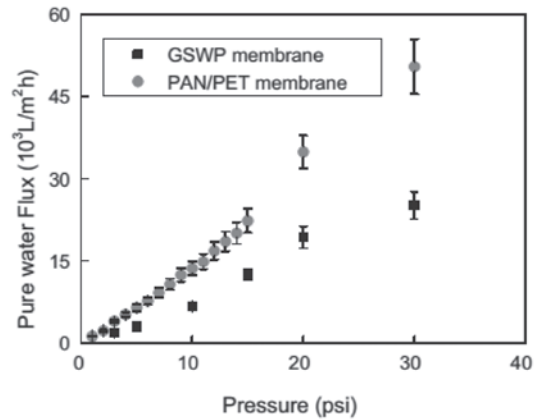 60
45
30
15
0
Pure water Flux (10³L/m²h)
GSWP membrane
PAN/PET membrane
0 10 20 30 40
Pressure (psi)